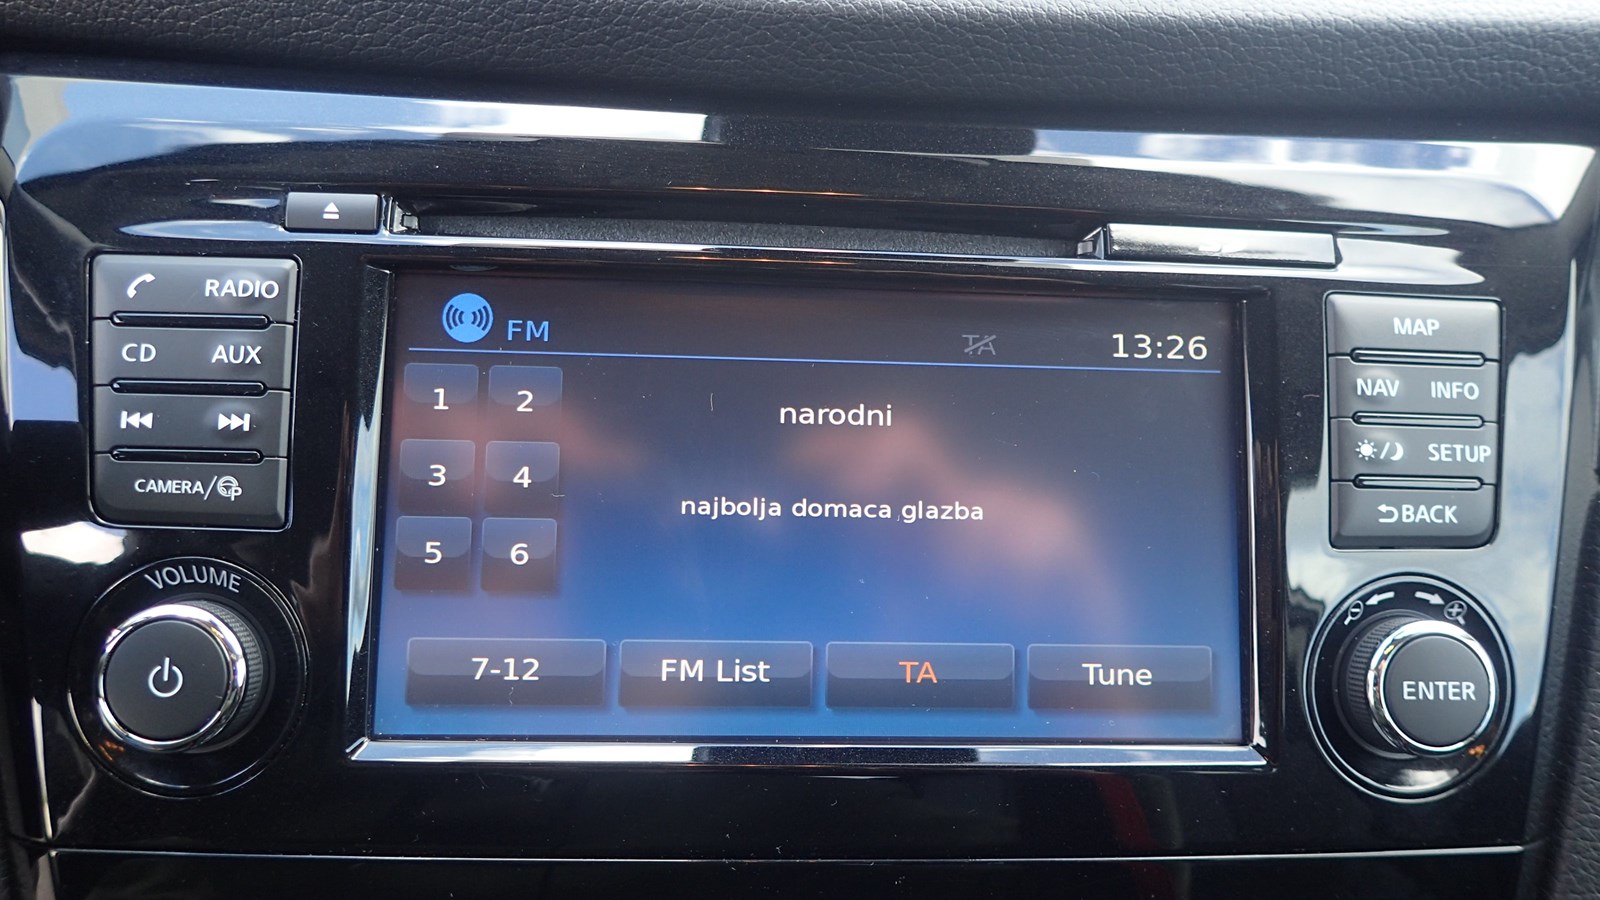 RADIO
CD AUX
CAMERA/
VOLUME
FM TA 13:26
1 2
3 4
5 6
narodni
najbolja domaca glazba
7-12 FM List TA Tune
MAP
NAV INFO
SETUP
BACK
ENTER